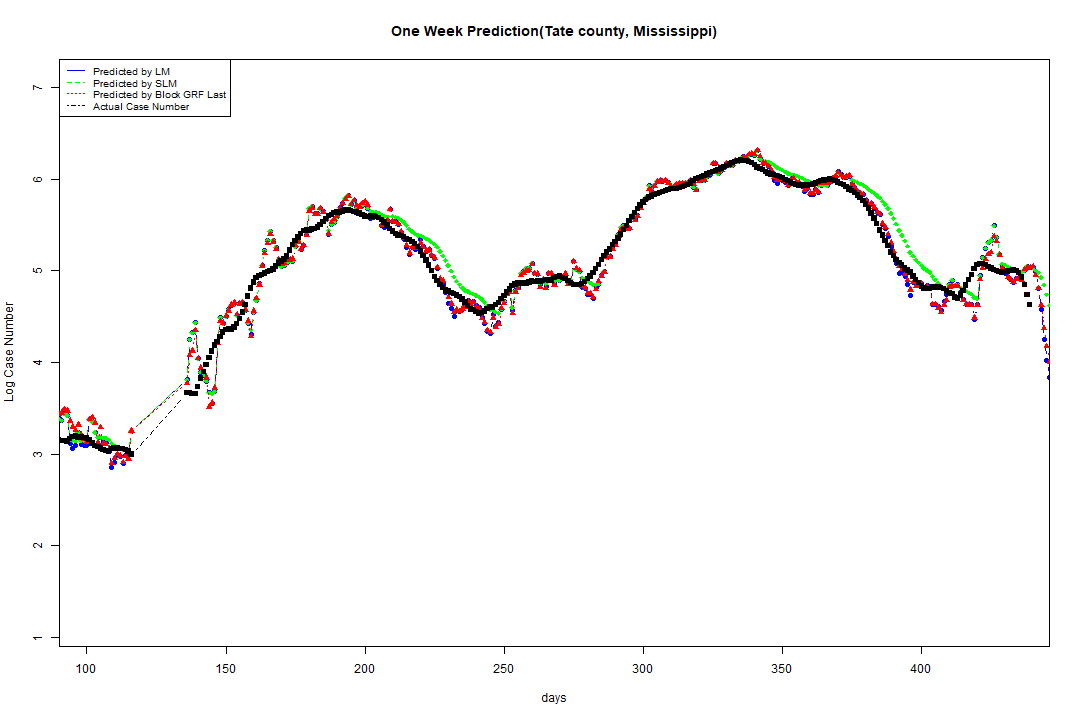 One Week Prediction(Tate county, Mississippi)
Predicted by LM
Predicted by SLM
Predicted by Block GRF Last
Actual Case Number
7
6
5
4
3
2
1
Log Case Number
100 150 200 250 300 350 400
days